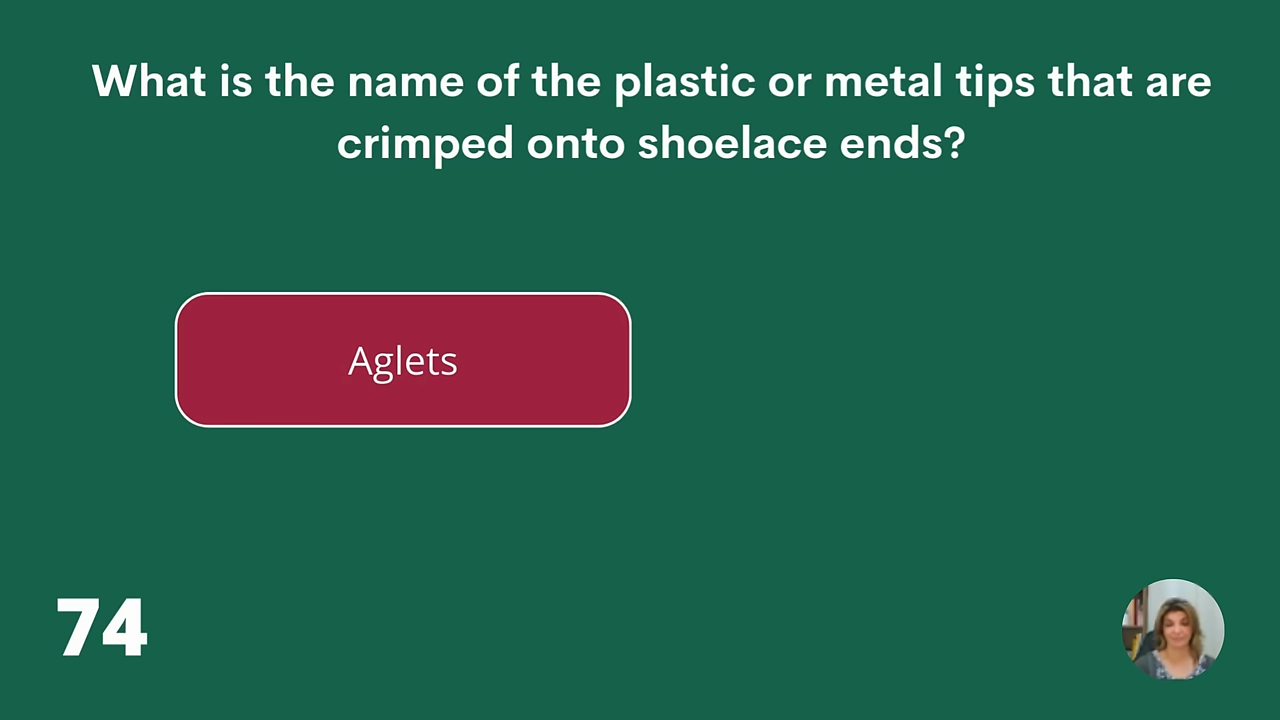 What is the name of the plastic or metal tips that are
crimped onto shoelace ends?
Aglets
74